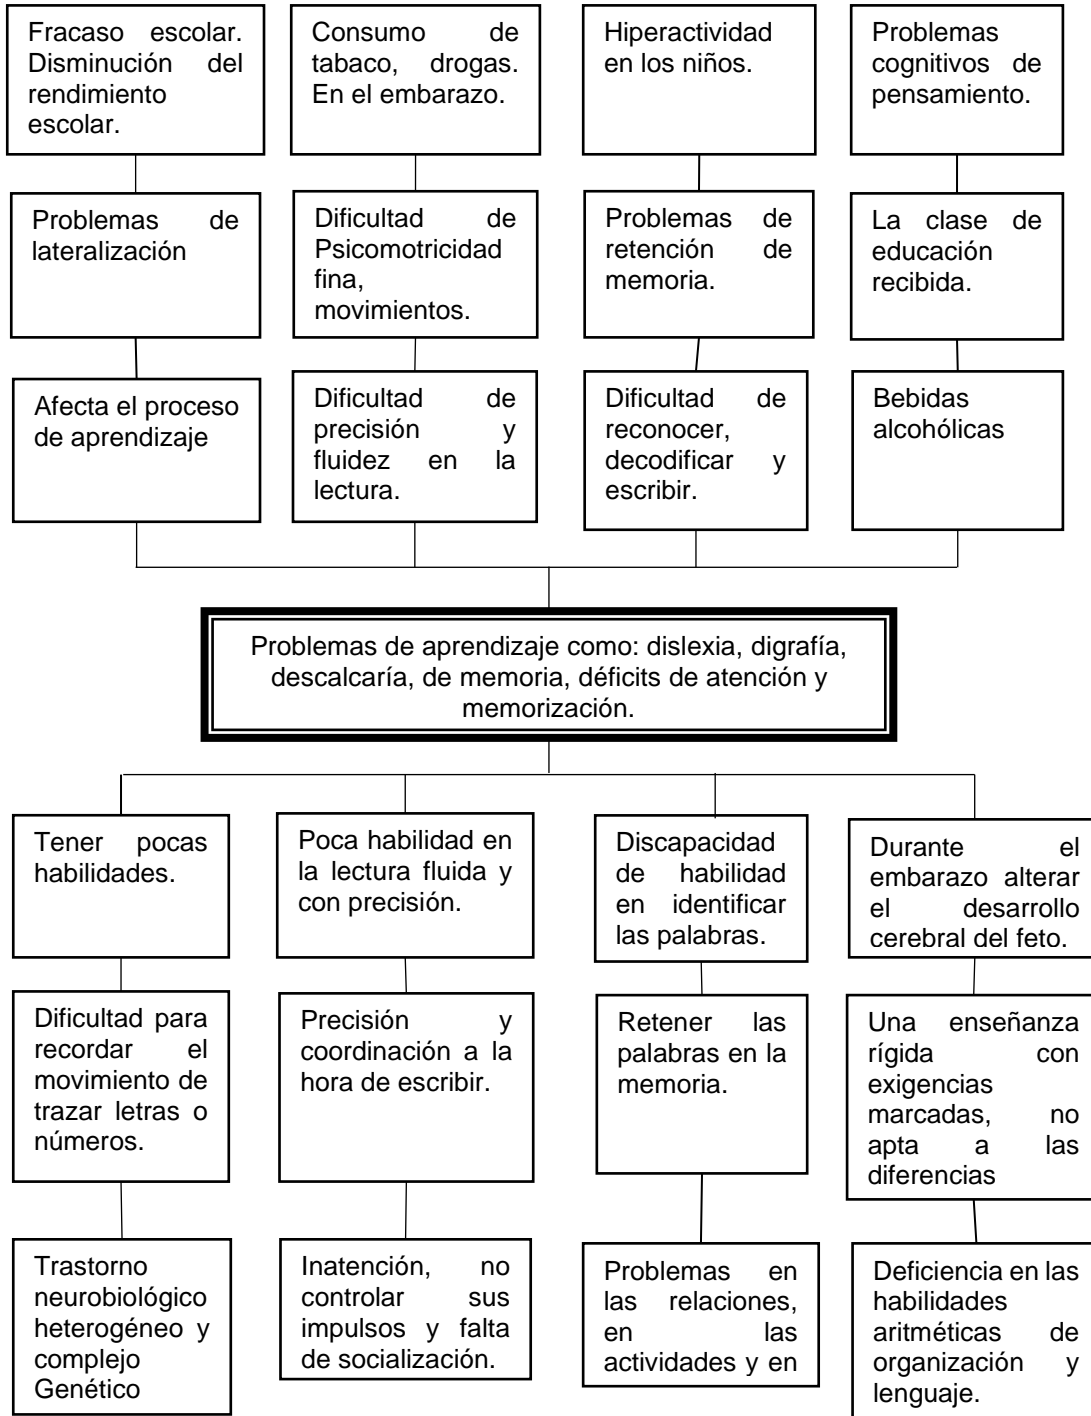 Fracaso escolar.
Disminución del
rendimiento
escolar.
Consumo de
tabaco, drogas.
En el embarazo.
Hiperactividad
en los niños.
Problemas
cognitivos de
pensamiento.
Problemas de
lateralización
Dificultad de
Psicomotricidad
fina,
movimientos.
Problemas de
retención de
memoria.
La clase de
educación
recibida.
Afecta el proceso
de aprendizaje
Dificultad de
precisión y
fluidez en la
lectura.
Dificultad de
reconocer,
decodificar y
escribir.
Bebidas
alcohólicas
Problemas de aprendizaje como: dislexia, digrafía,
descalcaría, de memoria, déficits de atención y
memorización.
Tener pocas
habilidades.
Poca habilidad en
la lectura fluida y
con precisión.
Discapacidad
de habilidad
en identificar
las palabras.
Durante el
embarazo alterar
el desarrollo
cerebral del feto.
Dificultad para
recordar el
movimiento de
trazar letras o
números.
Precisión y
coordinación a la
hora de escribir.
Retener las
palabras en la
memoria.
Una enseñanza
rígida con
exigencias
marcadas, no
apta a las
diferencias
Trastorno
neurobiológico
heterogéneo y
complejo
Genético
Inatención, no
controlar sus
impulsos y falta
de socialización.
Problemas en
las relaciones,
en las
actividades y en
Deficiencia en las
habilidades
aritméticas de
organización y
lenguaje.